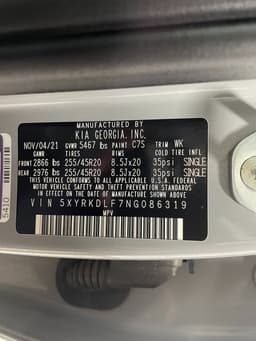 MANUFACTURED BY
KIA GEORGIA, INC.
NOV/04/21 GVWR 5467 lbs PAINT C7S TRIM WK
GAWR TIRES RIMS COLD TIRE INFL
FRONT 2866 lbs 255/45R20 8.5Jx20 35psi SINGLE
REAR 2976 lbs 255/45R20 8.5Jx20 35psi SINGLE
THIS VEHICLE CONFORMS TO ALL APPLICABLE U.S.A FEDERAL
MOTOR VEHICLE SAFETY STANDARDS IN EFFECT ON THE
DATE OF MANUFACTURE SHOWN ABOVE
VIN 5XYRKDLF7NG086319
MPV
5410